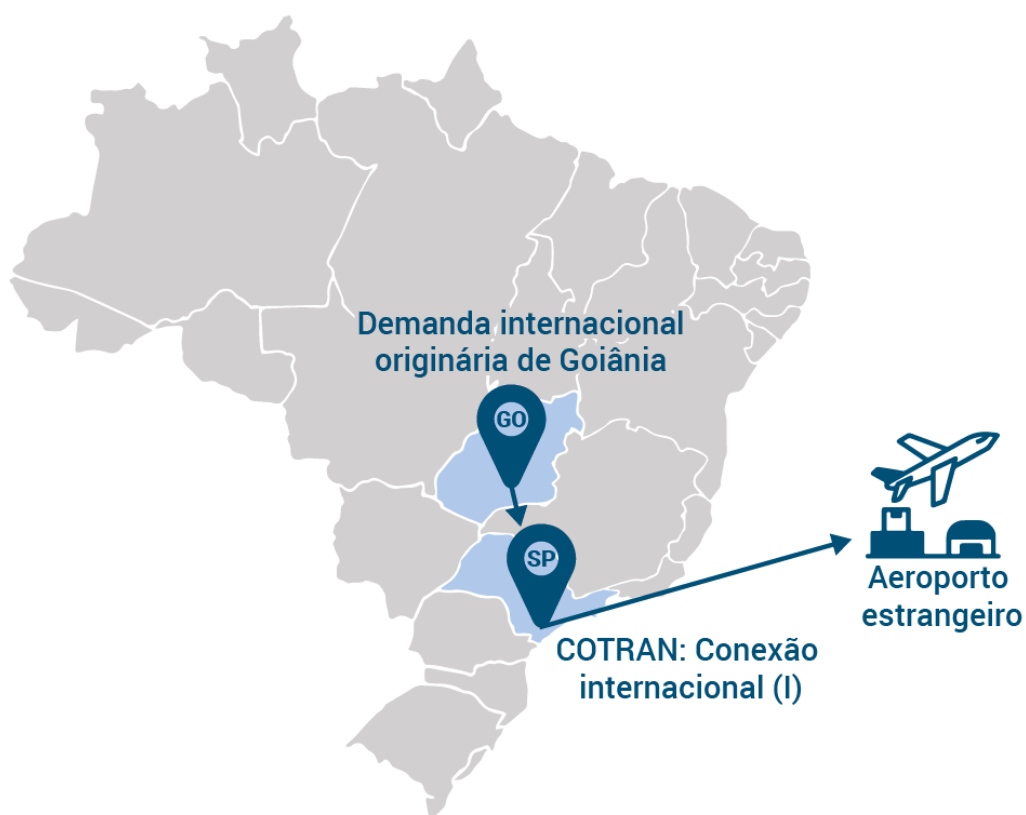 Demanda internacional
originária de Goiânia
GO
SP
Aeroporto
estrangeiro
COTRAN: Conexão
internacional (I)